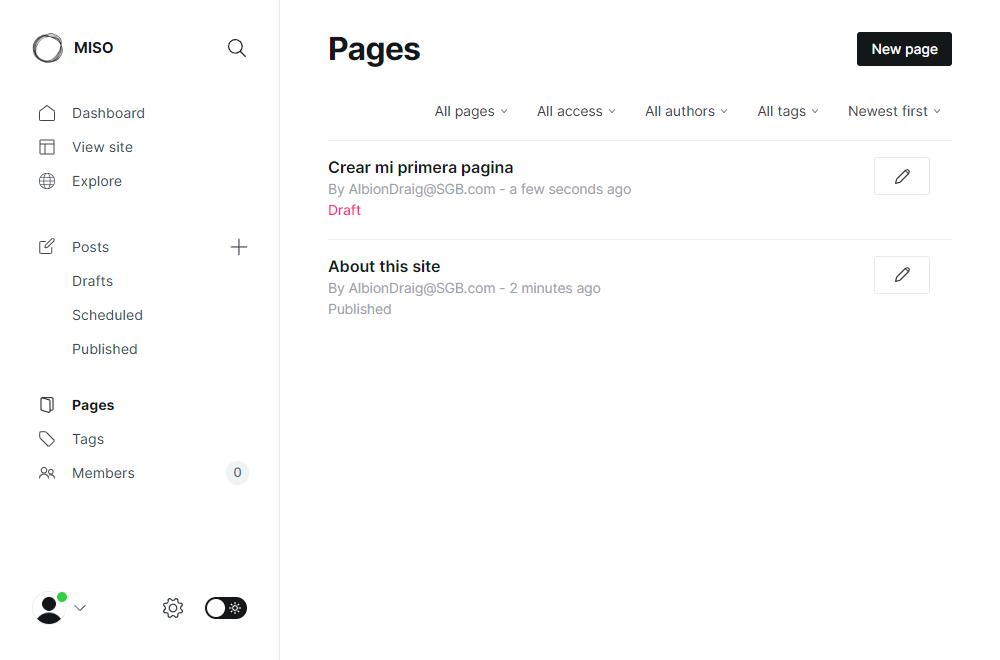 MISO
Dashboard
View site
Explore
Posts
Drafts
Scheduled
Published
Pages
Tags
Members 0
Pages
New page
All pages All access All authors All tags Newest first
Crear mi primera pagina
By AlbionDraig@SGB.com - a few seconds ago
Draft
About this site
By AlbionDraig@SGB.com - 2 minutes ago
Published